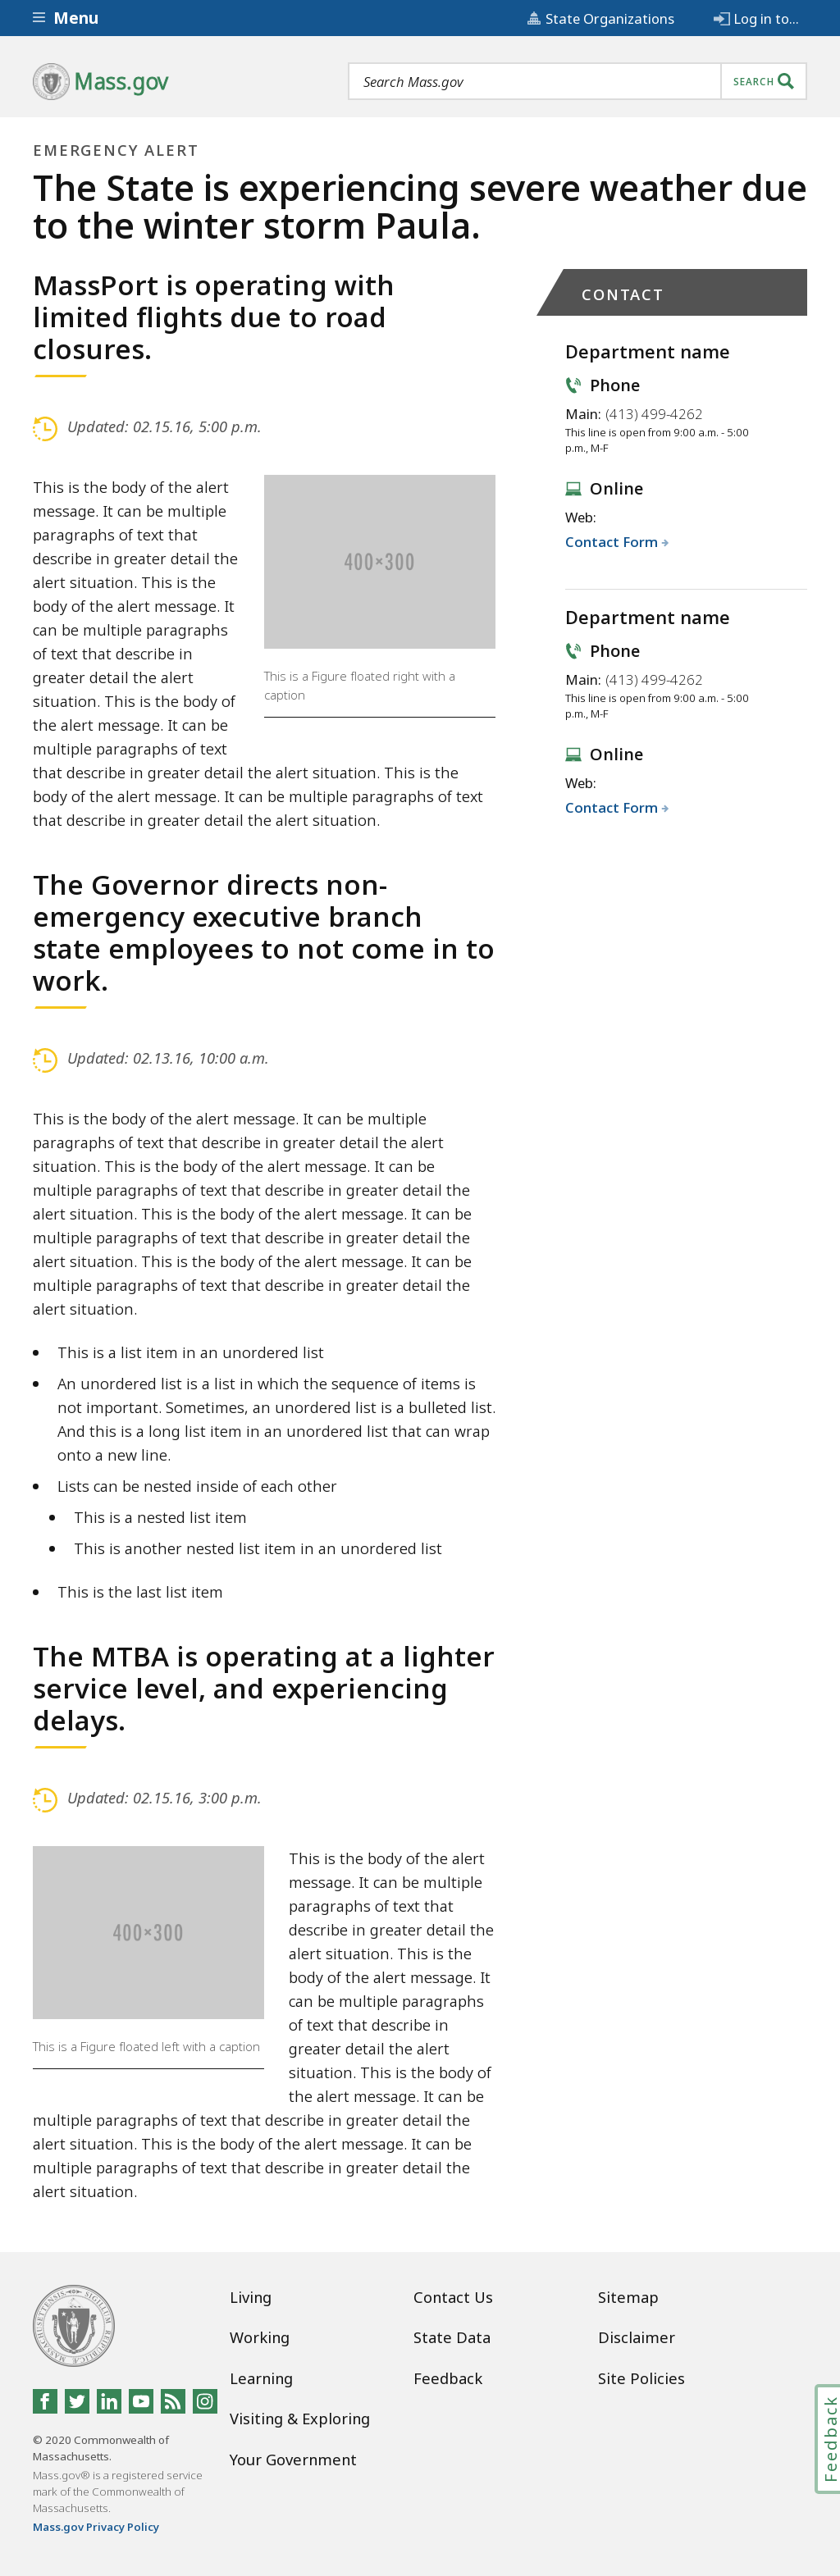 Menu
State Organizations
Log in to...
Mass.gov
Search Mass.gov
SEARCH
EMERGENCY ALERT
The State is experiencing severe weather due
to the winter storm Paula.
MassPort is operating with
limited flights due to road
closures.
Updated: 02.15.16, 5:00 p.m.
This is the body of the alert
message. It can be multiple
paragraphs of text that
describe in greater detail the
alert situation. This is the
body of the alert message. It
can be multiple paragraphs
of text that describe in
greater detail the alert
situation. This is the body of
the alert message. It can be
multiple paragraphs of text
that describe in greater detail the alert situation. This is the
body of the alert message. It can be multiple paragraphs of text
that describe in greater detail the alert situation.
400×300
This is a Figure floated right with a
caption
The Governor directs non-
emergency executive branch
state employees to not come in to
work.
Updated: 02.13.16, 10:00 a.m.
This is the body of the alert message. It can be multiple
paragraphs of text that describe in greater detail the alert
situation. This is the body of the alert message. It can be
multiple paragraphs of text that describe in greater detail the
alert situation. This is the body of the alert message. It can be
multiple paragraphs of text that describe in greater detail the
alert situation. This is the body of the alert message. It can be
multiple paragraphs of text that describe in greater detail the
alert situation.
This is a list item in an unordered list
An unordered list is a list in which the sequence of items is
not important. Sometimes, an unordered list is a bulleted list.
And this is a long list item in an unordered list that can wrap
onto a new line.
Lists can be nested inside of each other
This is a nested list item
This is another nested list item in an unordered list
This is the last list item
The MTBA is operating at a lighter
service level, and experiencing
delays.
Updated: 02.15.16, 3:00 p.m.
400×300
This is a Figure floated left with a caption
This is the body of the alert
message. It can be multiple
paragraphs of text that
describe in greater detail the
alert situation. This is the
body of the alert message. It
can be multiple paragraphs
of text that describe in
greater detail the alert
situation. This is the body of
the alert message. It can be
multiple paragraphs of text that describe in greater detail the
alert situation. This is the body of the alert message. It can be
multiple paragraphs of text that describe in greater detail the
alert situation.
CONTACT
Department name
Phone
Main: (413) 499-4262
This line is open from 9:00 a.m. - 5:00
p.m., M-F
Online
Web:
Contact Form
Department name
Phone
Main: (413) 499-4262
This line is open from 9:00 a.m. - 5:00
p.m., M-F
Online
Web:
Contact Form
Living
Working
Learning
Visiting & Exploring
Your Government
Contact Us
State Data
Feedback
Sitemap
Disclaimer
Site Policies
© 2020 Commonwealth of
Massachusetts.
Mass.gov® is a registered service
mark of the Commonwealth of
Massachusetts.
Mass.gov Privacy Policy
Feedback